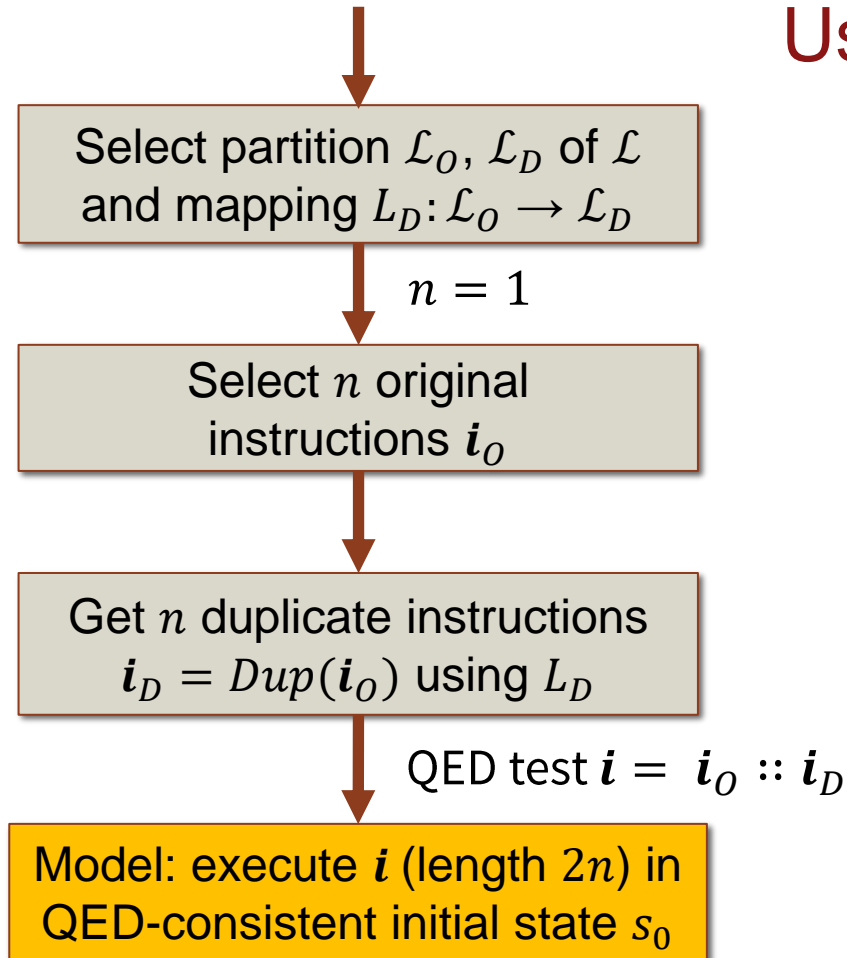 Us
Select partition ℒ_O, ℒ_D of ℒ
and mapping L_D: ℒ_O → ℒ_D
n = 1
Select n original
instructions i_O
Get n duplicate instructions
i_D = Dup(i_O) using L_D
QED test i = i_O :: i_D
Model: execute i (length 2n) in
QED-consistent initial state s_0